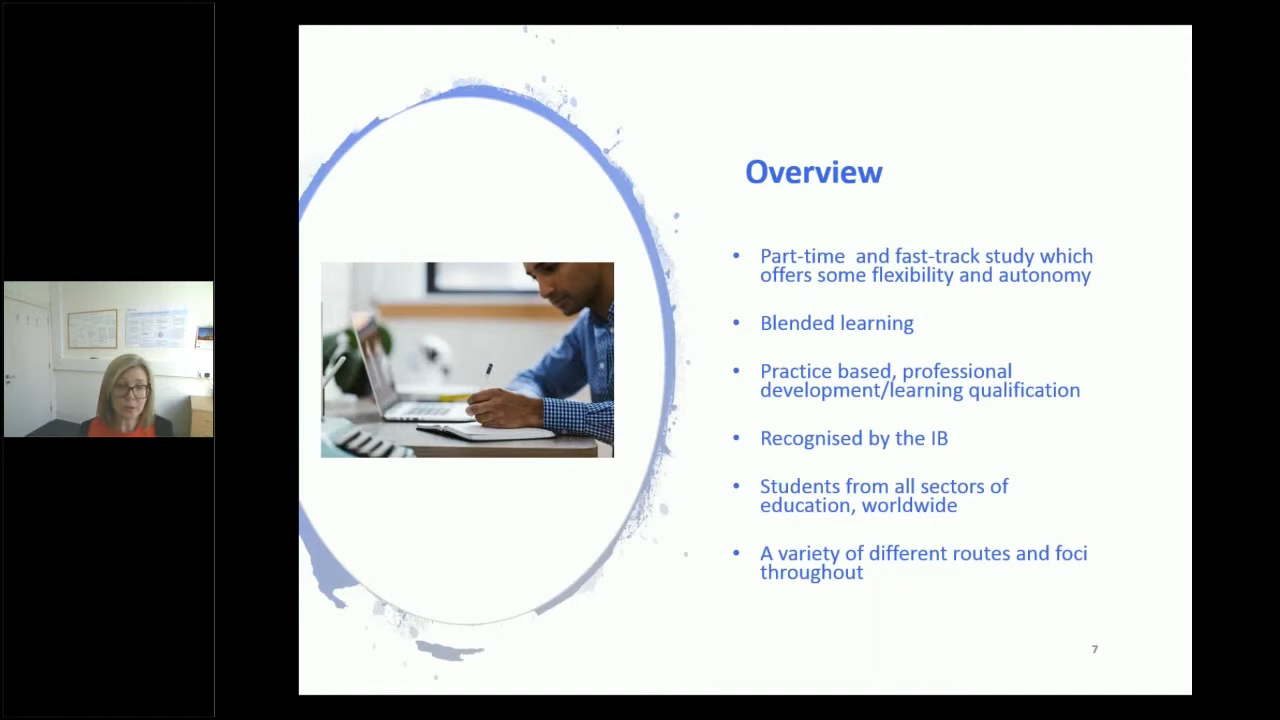 Overview
• Part-time  and fast-track study which
offers some flexibility and autonomy
• Blended learning
• Practice based, professional
development/learning qualification
• Recognised by the IB
• Students from all sectors of
education, worldwide
• A variety of different routes and foci
throughout
7